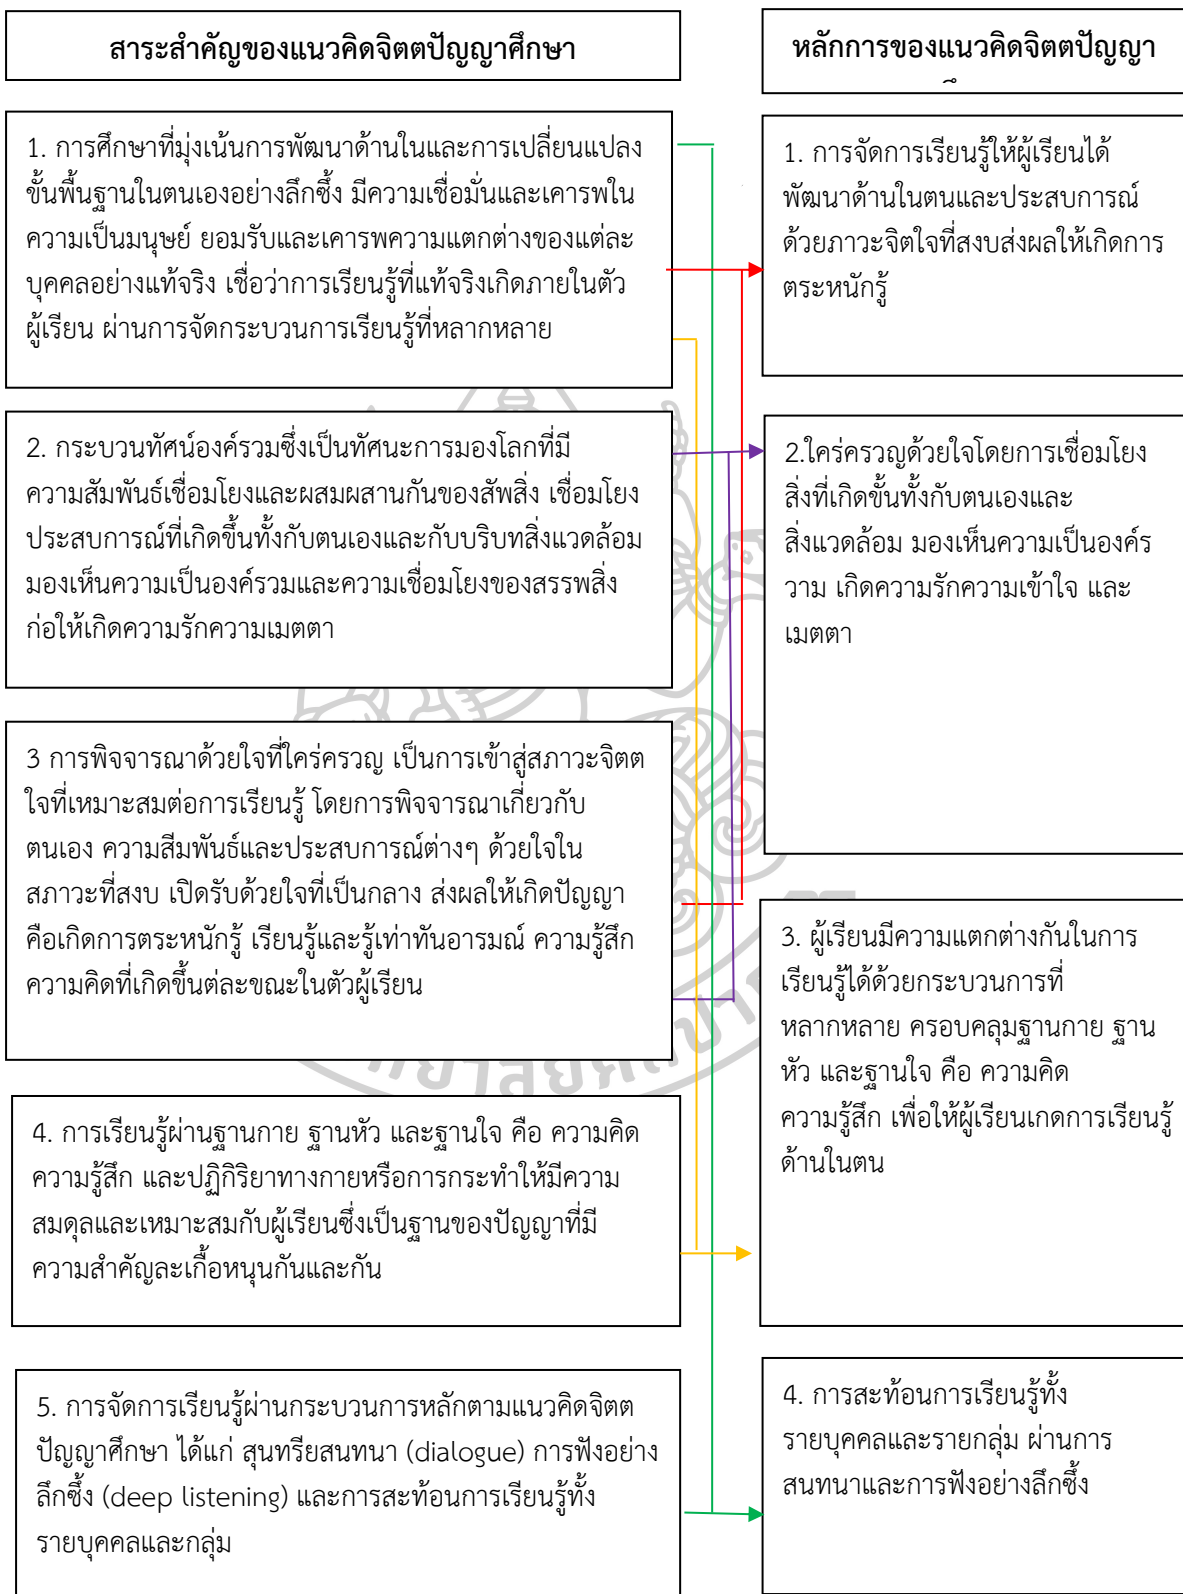 สาระสำคัญของแนวคิดจิตตปัญญาศึกษา
1. การศึกษาที่มุ่งเน้นการพัฒนาด้านในและการเปลี่ยนแปลง
ขั้นพื้นฐานในตนเองอย่างลึกซึ้ง มีความเชื่อมั่นและเคารพใน
ความเป็นมนุษย์ ยอมรับและเคารพความแตกต่างของแต่ละ
บุคคลอย่างแท้จริง เชื่อว่าการเรียนรู้ที่แท้จริงเกิดภายในตัว
ผู้เรียน ผ่านการจัดกระบวนการเรียนรู้ที่หลากหลาย
2. กระบวนทัศน์องค์รวมซึ่งเป็นทัศนะการมองโลกที่มี
ความสัมพันธ์เชื่อมโยงและผสมผสานกันของสัพสิ่ง เชื่อมโยง
ประสบการณ์ที่เกิดขึ้นทั้งกับตนเองและกับบริบทสิ่งแวดล้อม
มองเห็นความเป็นองค์รวมและความเชื่อมโยงของสรรพสิ่ง
ก่อให้เกิดความรักความเมตตา
3 การพิจจารณาด้วยใจที่ใคร่ครวญ เป็นการเข้าสู่สภาวะจิตต
ใจที่เหมาะสมต่อการเรียนรู้ โดยการพิจจารณาเกี่ยวกับ
ตนเอง ความสีมพันธ์และประสบการณ์ต่างๆ ด้วยใจใน
สภาวะที่สงบ เปิดรับด้วยใจที่เป็นกลาง ส่งผลให้เกิดปัญญา
คือเกิดการตระหนักรู้ เรียนรู้และรู้เท่าทันอารมณ์ ความรู้สึก
ความคิดที่เกิดขึ้นต่ละขณะในตัวผู้เรียน
4. การเรียนรู้ผ่านฐานกาย ฐานหัว และฐานใจ คือ ความคิด
ความรู้สึก และปฏิกิริยาทางกายหรือการกระทำให้มีความ
สมดุลและเหมาะสมกับผู้เรียนซึ่งเป็นฐานของปัญญาที่มี
ความสำคัญละเกื้อหนุนกันและกัน
5. การจัดการเรียนรู้ผ่านกระบวนการหลักตามแนวคิดจิตต
ปัญญาศึกษา ได้แก่ สุนทรียสนทนา (dialogue) การฟังอย่าง
ลึกซึ้ง (deep listening) และการสะท้อนการเรียนรู้ทั้ง
รายบุคคลและกลุ่ม
หลักการของแนวคิดจิตตปัญญา
1. การจัดการเรียนรู้ให้ผู้เรียนได้
พัฒนาด้านในตนและประสบการณ์
ด้วยภาวะจิตใจที่สงบส่งผลให้เกิดการ
ตระหนักรู้
2.ใคร่ครวญด้วยใจโดยการเชื่อมโยง
สิ่งที่เกิดขั้นทั้งกับตนเองและ
สิ่งแวดล้อม มองเห็นความเป็นองค์ร
วาม เกิดความรักความเข้าใจ และ
เมตตา
3. ผู้เรียนมีความแตกต่างกันในการ
เรียนรู้ได้ด้วยกระบวนการที่
หลากหลาย ครอบคลุมฐานกาย ฐาน
หัว และฐานใจ คือ ความคิด
ความรู้สึก เพื่อให้ผู้เรียนเกดการเรียนรู้
ด้านในตน
4. การสะท้อนการเรียนรู้ทั้ง
รายบุคคลและรายกลุ่ม ผ่านการ
สนทนาและการฟังอย่างลึกซึ้ง